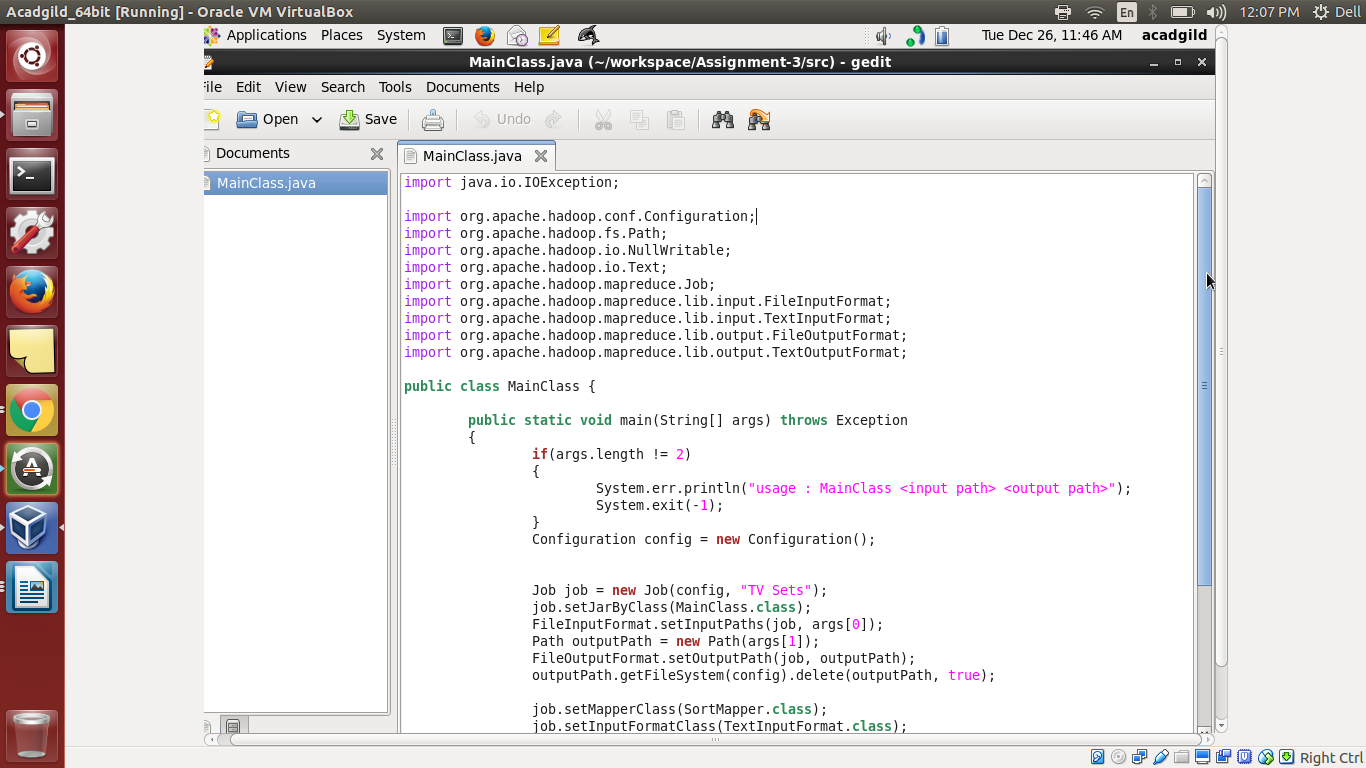 Acadgild_64bit [Running] - Oracle VM VirtualBox
En
12:07 PM
Dell
Applications Places System
Tue Dec 26, 11:46 AM acadgild
MainClass.java (~/workspace/Assignment-3/src) - gedit
File Edit View Search Tools Documents Help
Open Save Undo
Documents
MainClass.java
MainClass.java
import java.io.IOException;
import org.apache.hadoop.conf.Configuration;
import org.apache.hadoop.fs.Path;
import org.apache.hadoop.io.NullWritable;
import org.apache.hadoop.io.Text;
import org.apache.hadoop.mapreduce.Job;
import org.apache.hadoop.mapreduce.lib.input.FileInputFormat;
import org.apache.hadoop.mapreduce.lib.input.TextInputFormat;
import org.apache.hadoop.mapreduce.lib.output.FileOutputFormat;
import org.apache.hadoop.mapreduce.lib.output.TextOutputFormat;
public class MainClass {
public static void main(String[] args) throws Exception
{
if(args.length != 2)
{
System.err.println("usage : MainClass <input path> <output path>");
System.exit(-1);
}
Configuration config = new Configuration();
Job job = new Job(config, "TV Sets");
job.setJarByClass(MainClass.class);
FileInputFormat.setInputPaths(job, args[0]);
Path outputPath = new Path(args[1]);
FileOutputFormat.setOutputPath(job, outputPath);
outputPath.getFileSystem(config).delete(outputPath, true);
job.setMapperClass(SortMapper.class);
job.setInputFormatClass(TextInputFormat.class);
Right Ctrl